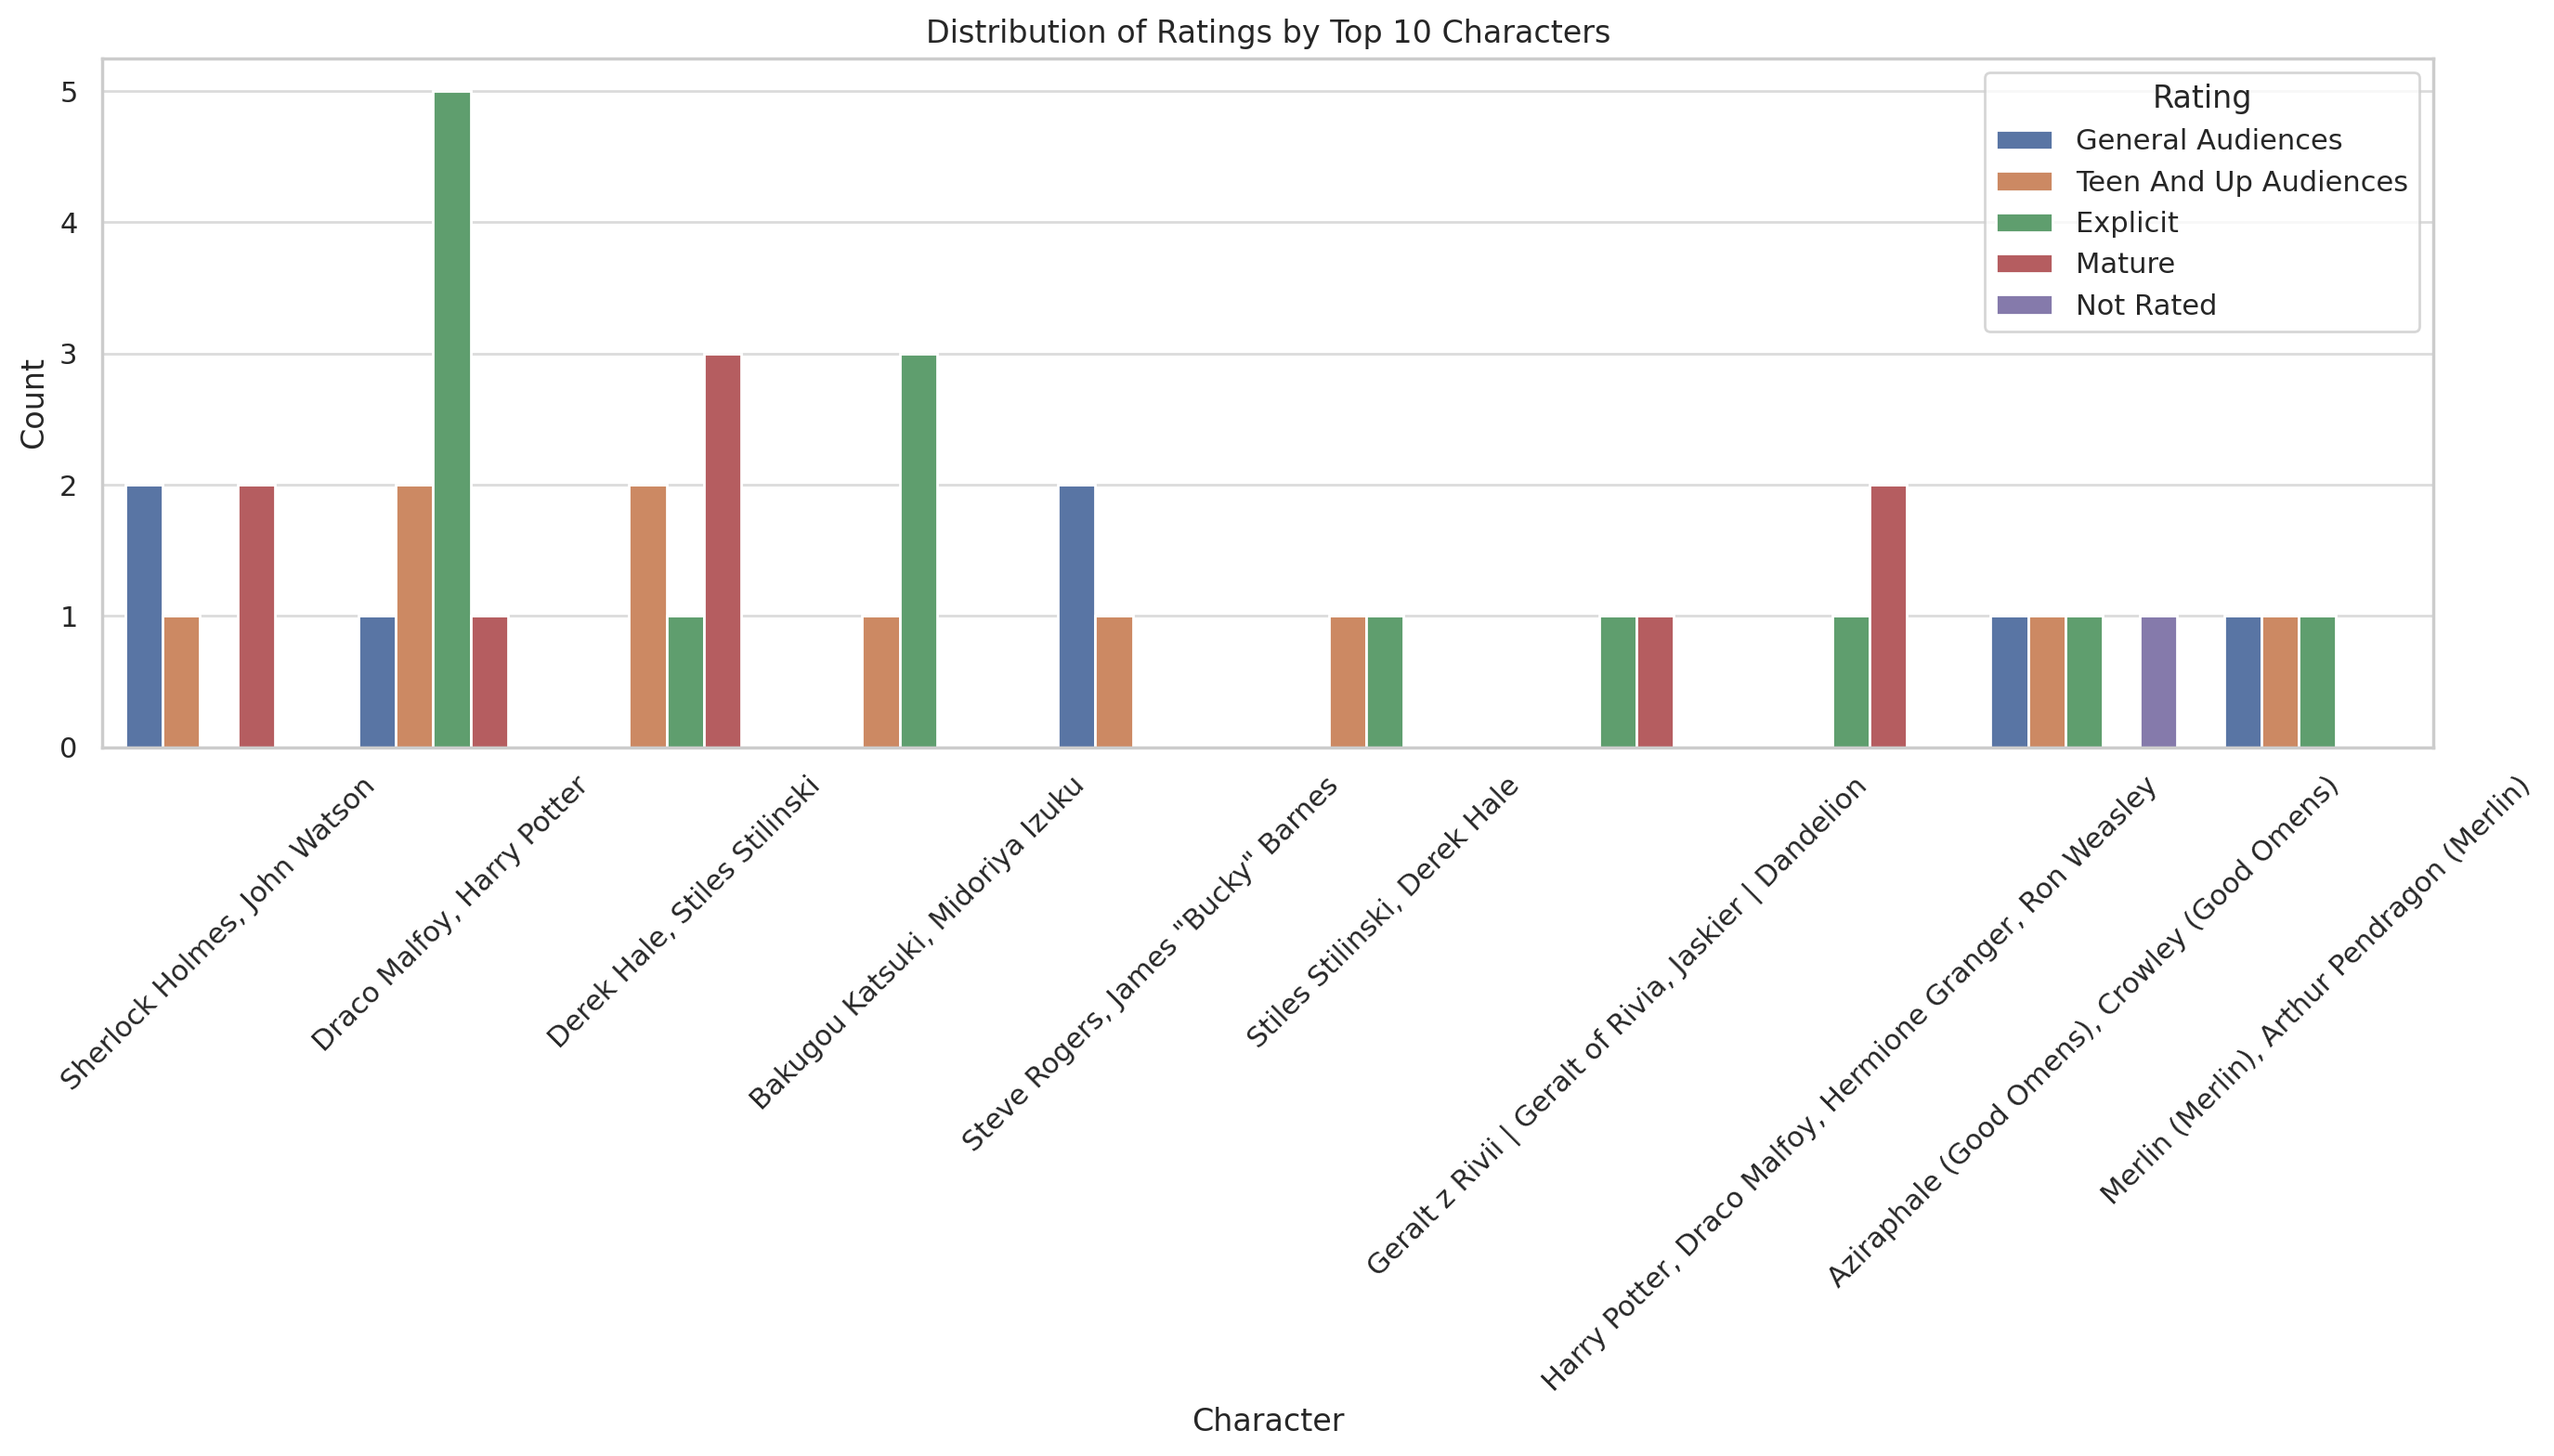 Distribution of Ratings by Top 10 Characters
Rating
General Audiences
Teen And Up Audiences
Explicit
Mature
Not Rated
Count
5
4
3
2
1
0
Sherlock Holmes, John Watson
Draco Malfoy, Harry Potter
Derek Hale, Stiles Stilinski
Bakugou Katsuki, Midoriya Izuku
Steve Rogers, James "Bucky" Barnes
Stiles Stilinski, Derek Hale
Geralt z Rivii | Geralt of Rivia, Jaskier | Dandelion
Harry Potter, Draco Malfoy, Hermione Granger, Ron Weasley
Aziraphale (Good Omens), Crowley (Good Omens)
Merlin (Merlin), Arthur Pendragon (Merlin)
Character